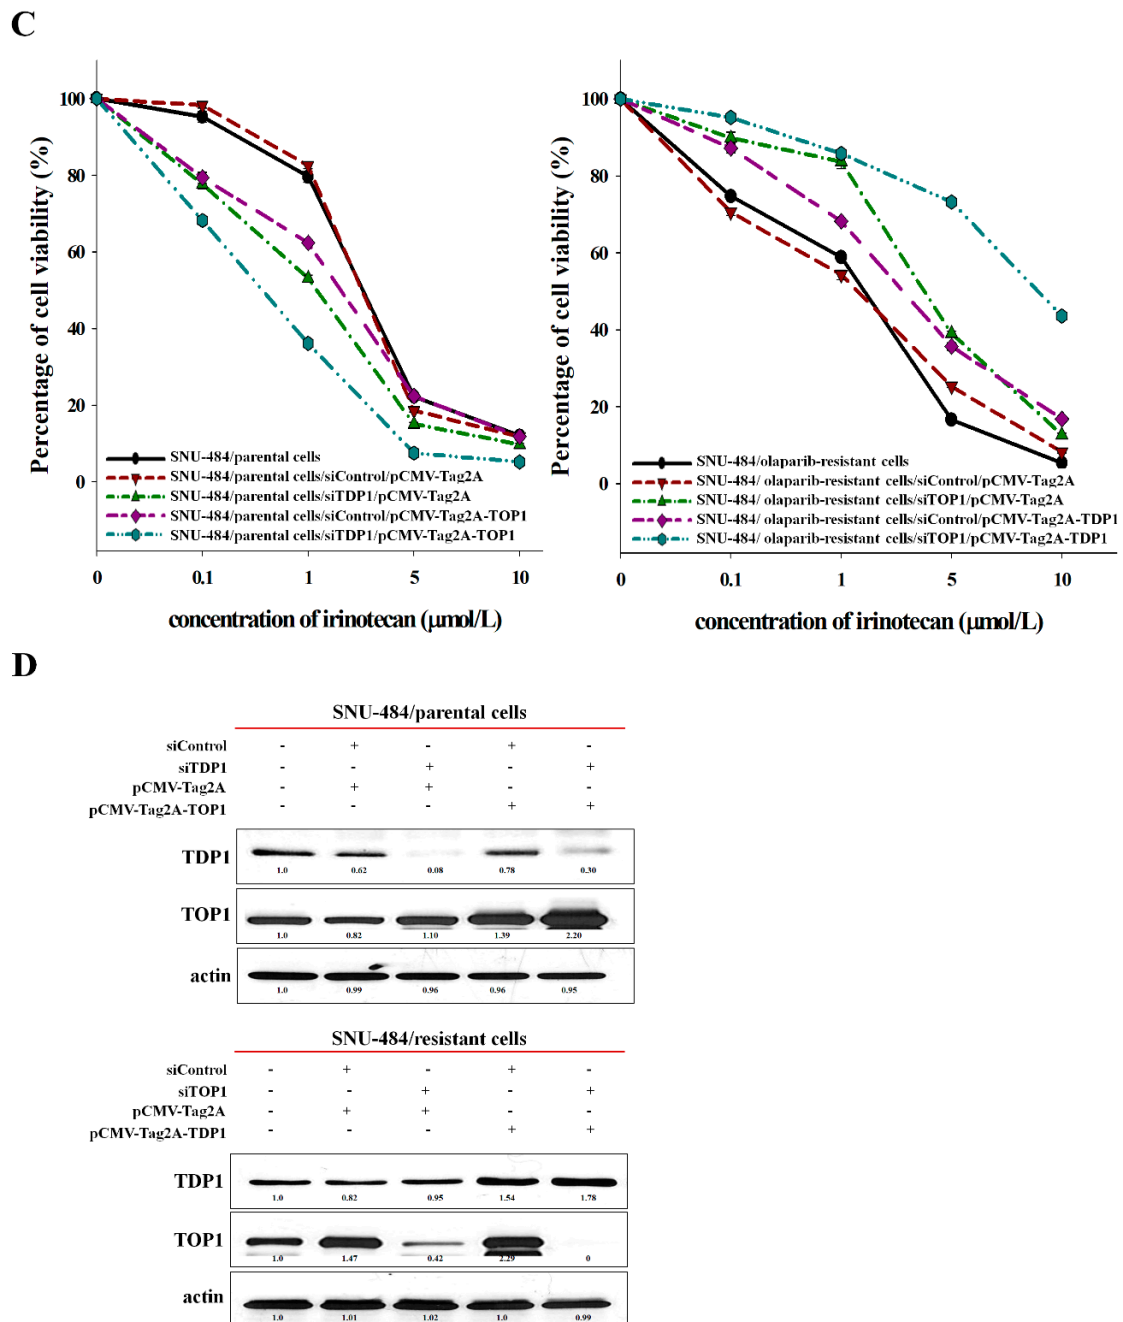 C
Percentage of cell viability (%)
100
80
60
40
20
0
SNU-484/parental cells
SNU-484/parental cells/siControl/pCMV-Tag2A
SNU-484/parental cells/siTDP1/pCMV-Tag2A
SNU-484/parental cells/siControl/pCMV-Tag2A-TOP1
SNU-484/parental cells/siTDP1/pCMV-Tag2A-TOP1
0 0.1 1 5 10
concentration of irinotecan (μmol/L)
Percentage of cell viability (%)
100
80
60
40
20
0
SNU-484/olaparib-resistant cells
SNU-484/ olaparib-resistant cells/siControl/pCMV-Tag2A
SNU-484/ olaparib-resistant cells/siTOP1/pCMV-Tag2A
SNU-484/ olaparib-resistant cells/siControl/pCMV-Tag2A-TDP1
SNU-484/ olaparib-resistant cells/siTOP1/pCMV-Tag2A-TDP1
0 0.1 1 5 10
concentration of irinotecan (μmol/L)
D
SNU-484/parental cells
siControl - + - + -
siTDP1 - - + - +
pCMV-Tag2A - + + - -
pCMV-Tag2A-TOP1 - - - + +
TDP1
1.0 0.62 0.08 0.78 0.30
TOP1
1.0 0.82 1.10 1.39 2.20
actin
1.0 0.99 0.96 0.96 0.95
SNU-484/resistant cells
siControl - + - + -
siTOP1 - - + - +
pCMV-Tag2A - + + - -
pCMV-Tag2A-TDP1 - - - + +
TDP1
1.0 0.82 0.95 1.54 1.78
TOP1
1.0 1.47 0.42 2.29 0
actin
1.0 1.01 1.02 1.0 0.99